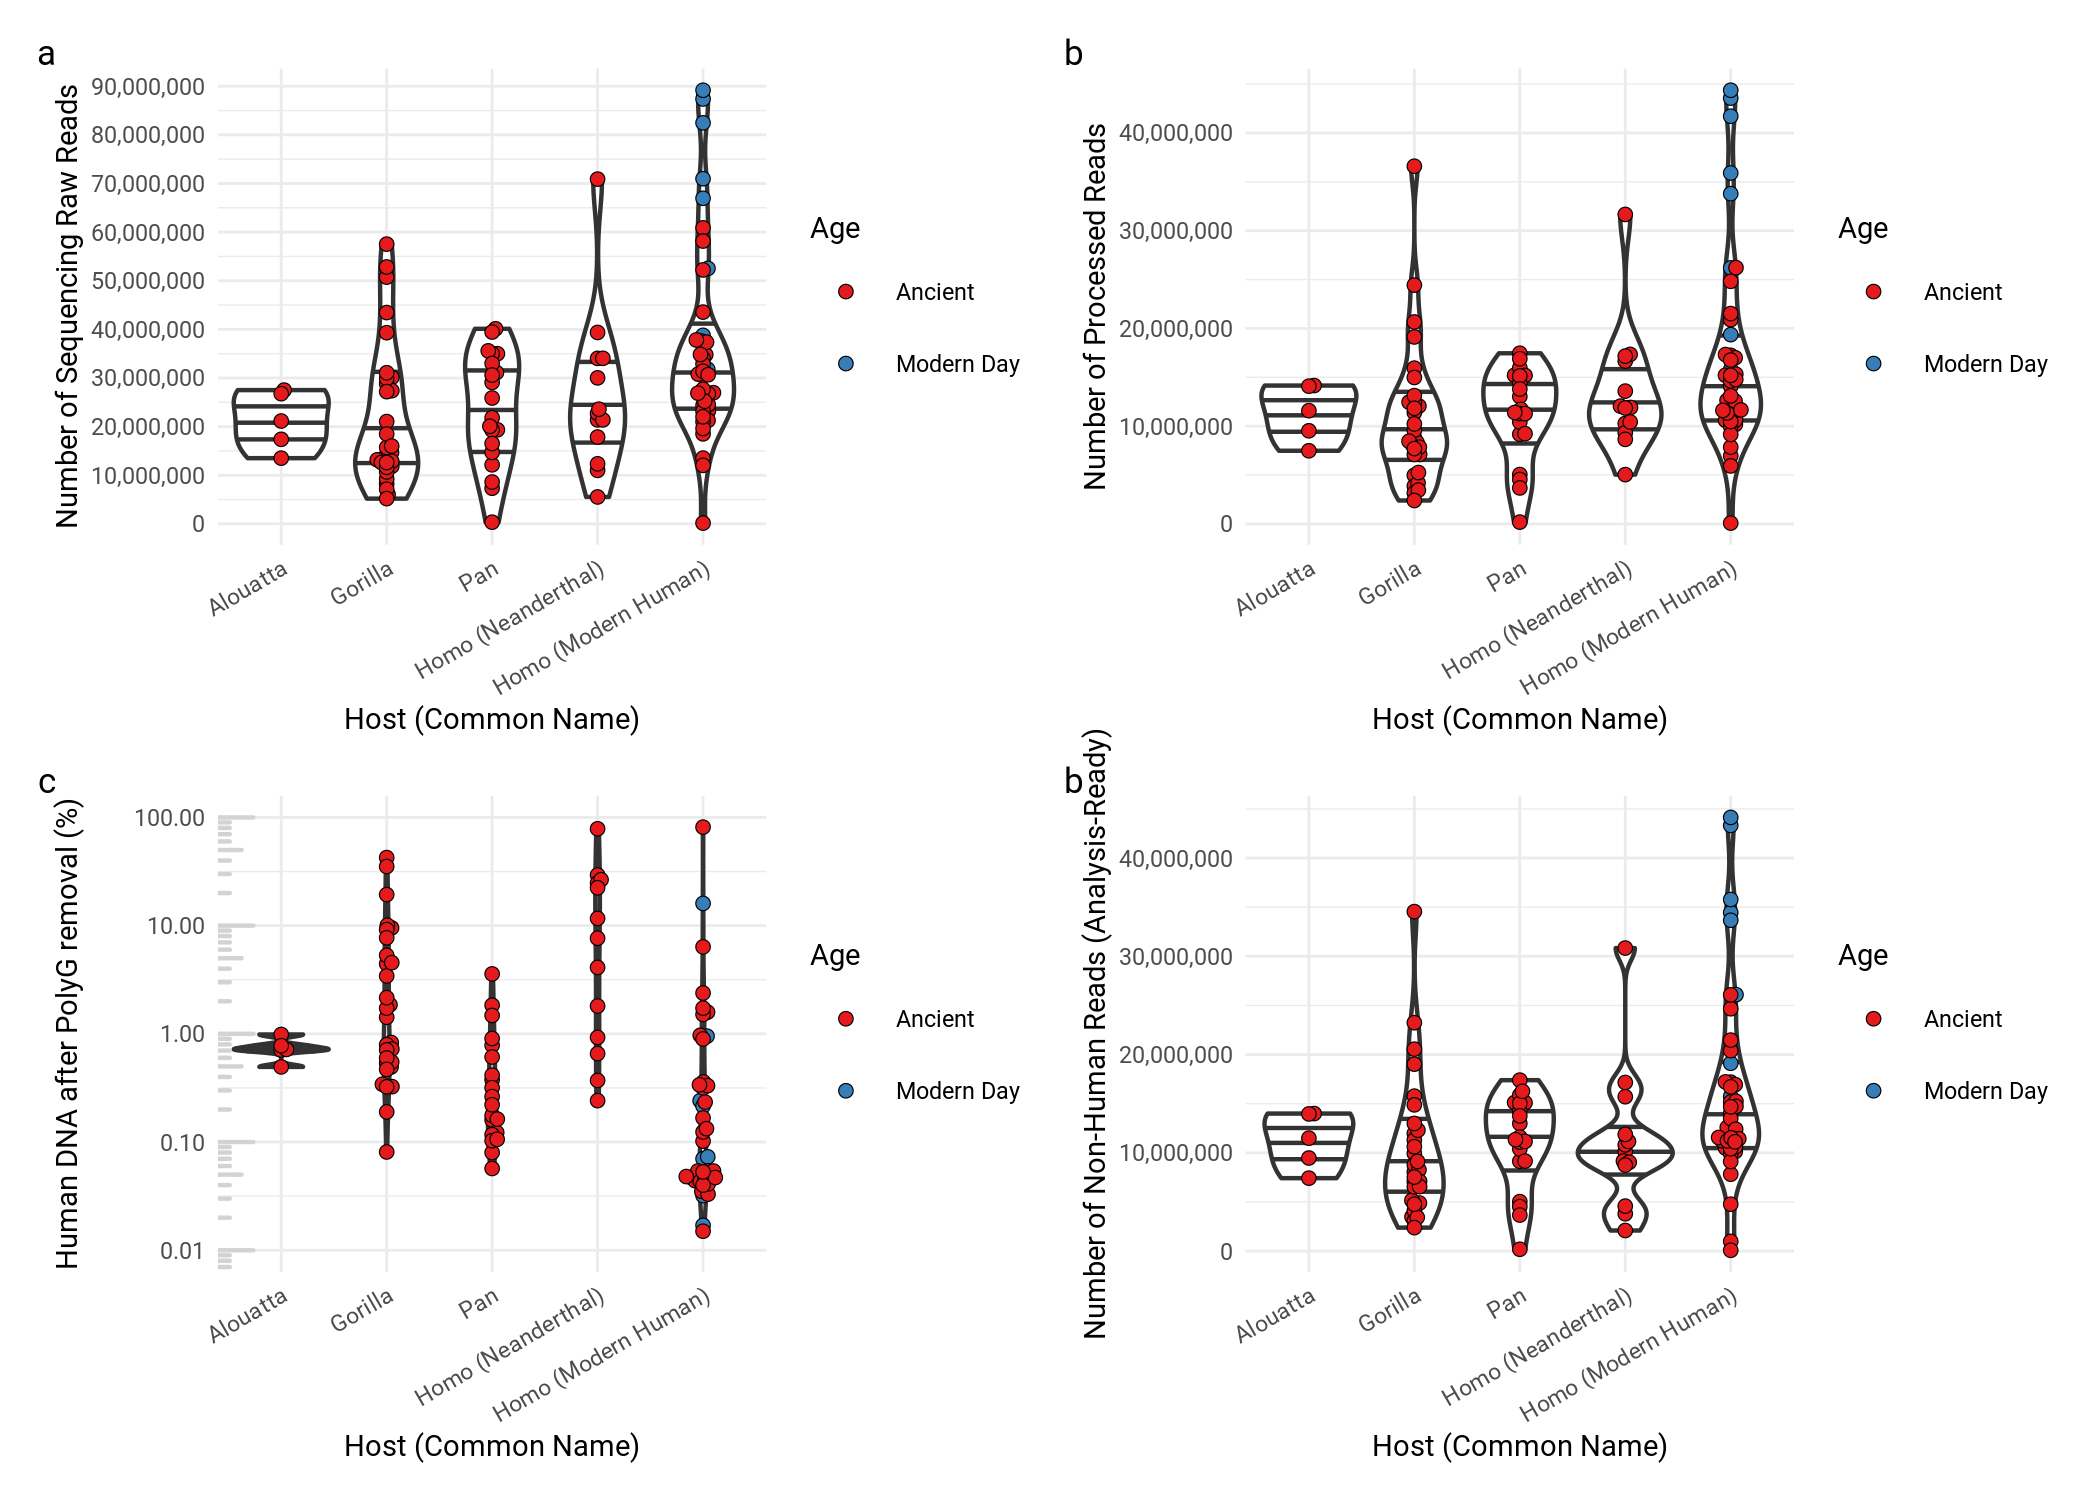 a
Number of Sequencing Raw Reads
90,000,000
80,000,000
70,000,000
60,000,000
50,000,000
40,000,000
30,000,000
20,000,000
10,000,000
0
Alouatta
Gorilla
Pan
Homo (Neanderthal)
Homo (Modern Human)
Host (Common Name)
Age
Ancient
Modern Day
b
Number of Processed Reads
40,000,000
30,000,000
20,000,000
10,000,000
0
Alouatta
Gorilla
Pan
Homo (Neanderthal)
Homo (Modern Human)
Host (Common Name)
Age
Ancient
Modern Day
c
Human DNA after PolyG removal (%)
100.00
10.00
1.00
0.10
0.01
Alouatta
Gorilla
Pan
Homo (Neanderthal)
Homo (Modern Human)
Host (Common Name)
Age
Ancient
Modern Day
b
Number of Non-Human Reads (Analysis-Ready)
40,000,000
30,000,000
20,000,000
10,000,000
0
Alouatta
Gorilla
Pan
Homo (Neanderthal)
Homo (Modern Human)
Host (Common Name)
Age
Ancient
Modern Day